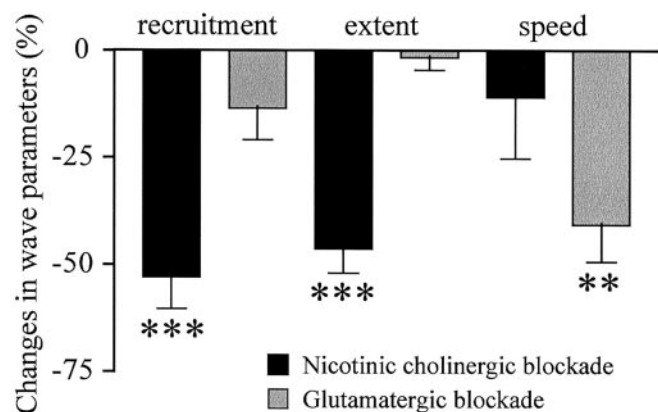 recruitment extent speed
Changes in wave parameters (%)
0
-25
-50
-75
*** *** **
Nicotinic cholinergic blockade
Glutamatergic blockade